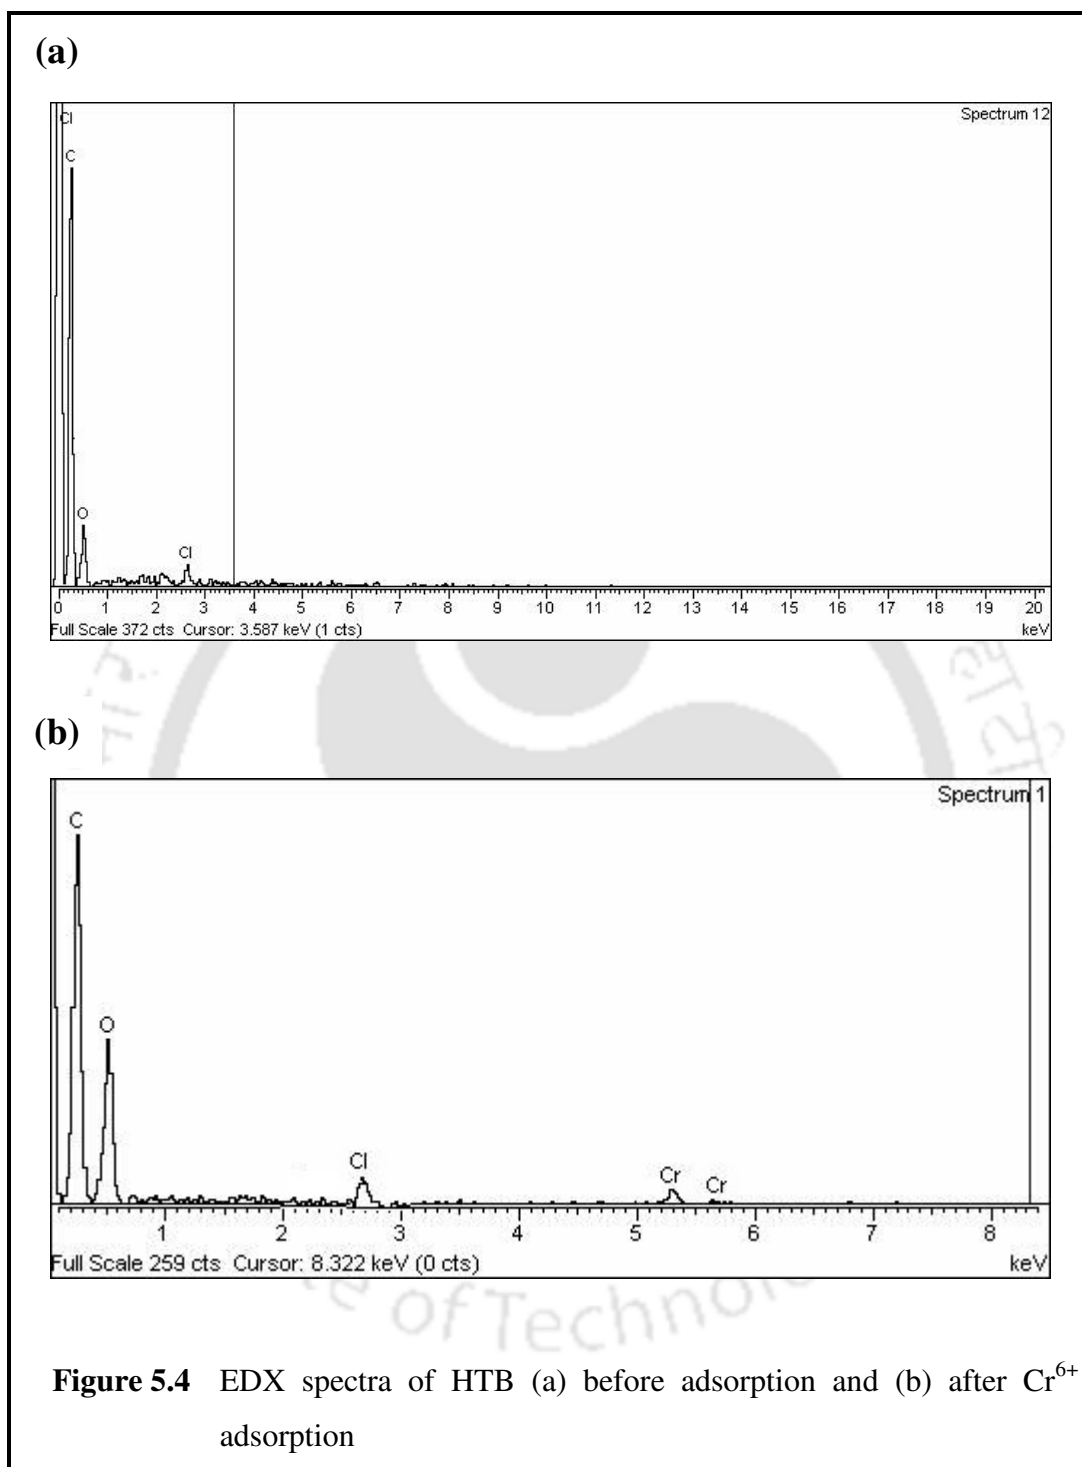 (a)
Spectrum 12
Cl
C
O
Cl
0 1 2 3 4 5 6 7 8 9 10 11 12 13 14 15 16 17 18 19 20
Full Scale 372 cts Cursor: 3.587 keV (1 cts)
keV
(b)
Spectrum 1
C
O
Cl
Cr
Cr
1 2 3 4 5 6 7 8
Full Scale 259 cts Cursor: 8.322 keV (0 cts)
keV
of Techno
Figure 5.4 EDX spectra of HTB (a) before adsorption and (b) after Cr6+
adsorption